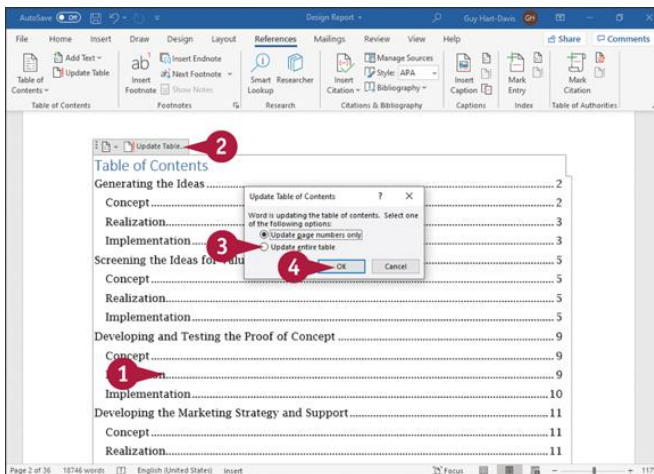 AutoSave Off Design Report Guy Hart-Davis GH
File Home Insert Draw Design Layout References Mailings Review View Help Share Comments
Table of Contents
Add Text
Update Table
Table of Contents
ab
Insert Footnote
Insert Endnote
Next Footnote
Show Notes
Footnotes
Smart Lookup
Researcher
Research
Insert Citation
Manage Sources
Style: APA
Bibliography
Citations & Bibliography
Insert Caption
Captions
Mark Entry
Index
Mark Citation
Table of Authorities
Update Table...
2
Table of Contents
Generating the Ideas 2
Concept 2
Realization 3
Implementation 3
Screening the Ideas for 5
Concept 5
Realization 5
Implementation 5
Developing and Testing the Proof of Concept 9
Concept 9
1 9
Implementation 10
Developing the Marketing Strategy and Support 11
Concept 11
Realization 11
Update Table of Contents ? X
Word is updating the table of contents. Select one
of the following options:
Update page numbers only
3 Update entire table
4 OK Cancel
Page 2 of 36 18746 words English (United States) Insert Focus